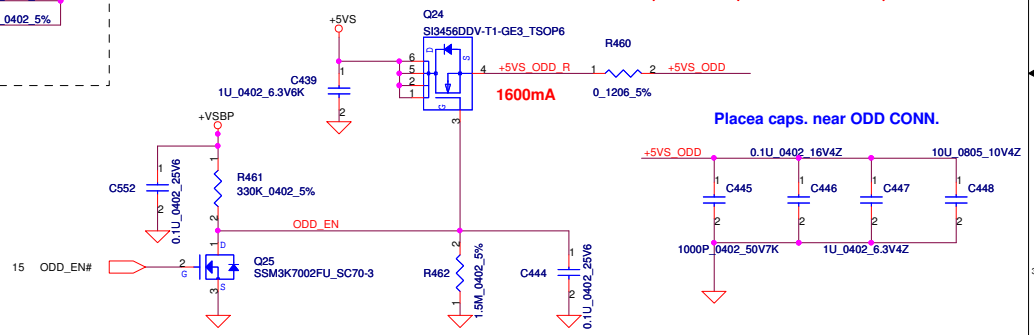 _0402_5%
+5VS
Q24
SI3456DDV-T1-GE3_TSOP6
D
S
G
6
5
2
1
4
3
+5VS_ODD_R
1600mA
R460
1
2
+5VS_ODD
0_1206_5%
C439
1U_0402_6.3V6K
1
2
+VSBP
C552
1
2
0.1U_0402_25V6
R461
330K_0402_5%
1
2
ODD_EN
15 ODD_EN#
2
G
1
D
3
S
Q25
SSM3K7002FU_SC70-3
R462
2
1
1.5M_0402_5%
C444
1
2
0.1U_0402_25V6
Placea caps. near ODD CONN.
+5VS_ODD
0.1U_0402_16V4Z
10U_0805_10V4Z
1
2
C445
1
2
C446
1
2
C447
1
2
C448
1000P_0402_50V7K
1U_0402_6.3V4Z